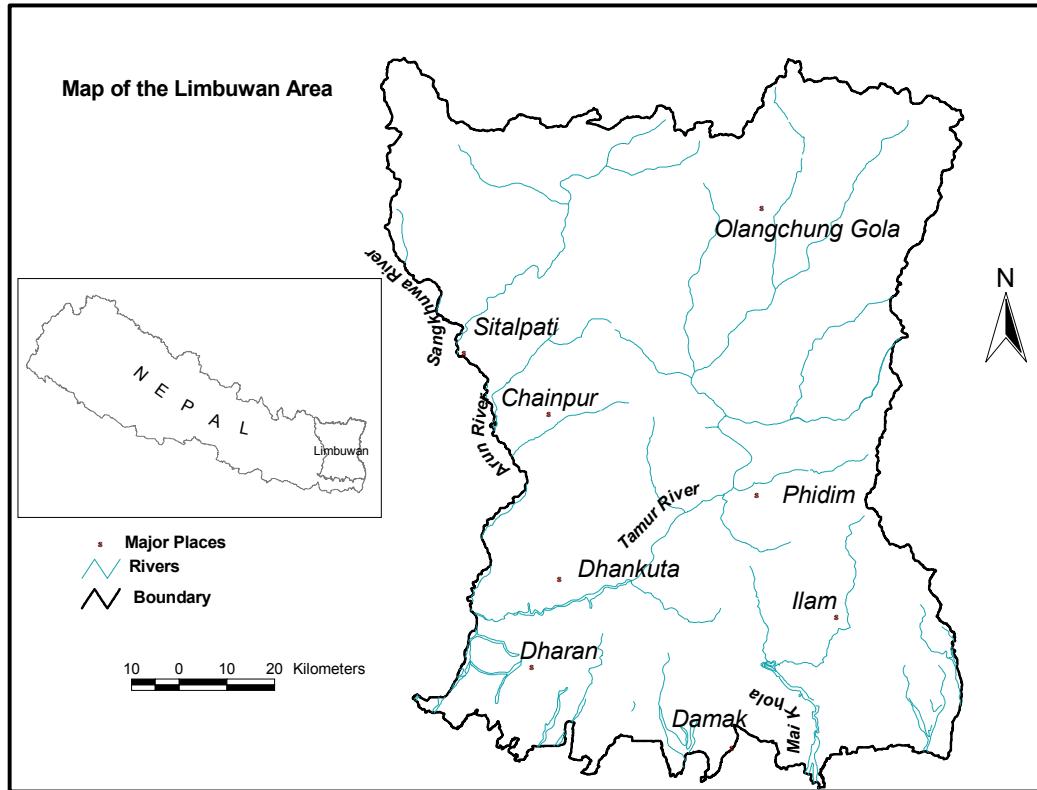 Map of the Limbuwan Area
Olangchung Gola
N
Sangkhuwa River
Sitalpati
Chainpur
Arun River
NEPAL
Limbuwan
Phidim
Tamur River
Major Places
Rivers
Boundary
Dhankuta
Ilam
Dharan
10 0 10 20 Kilometers
Damak
Mai Khola